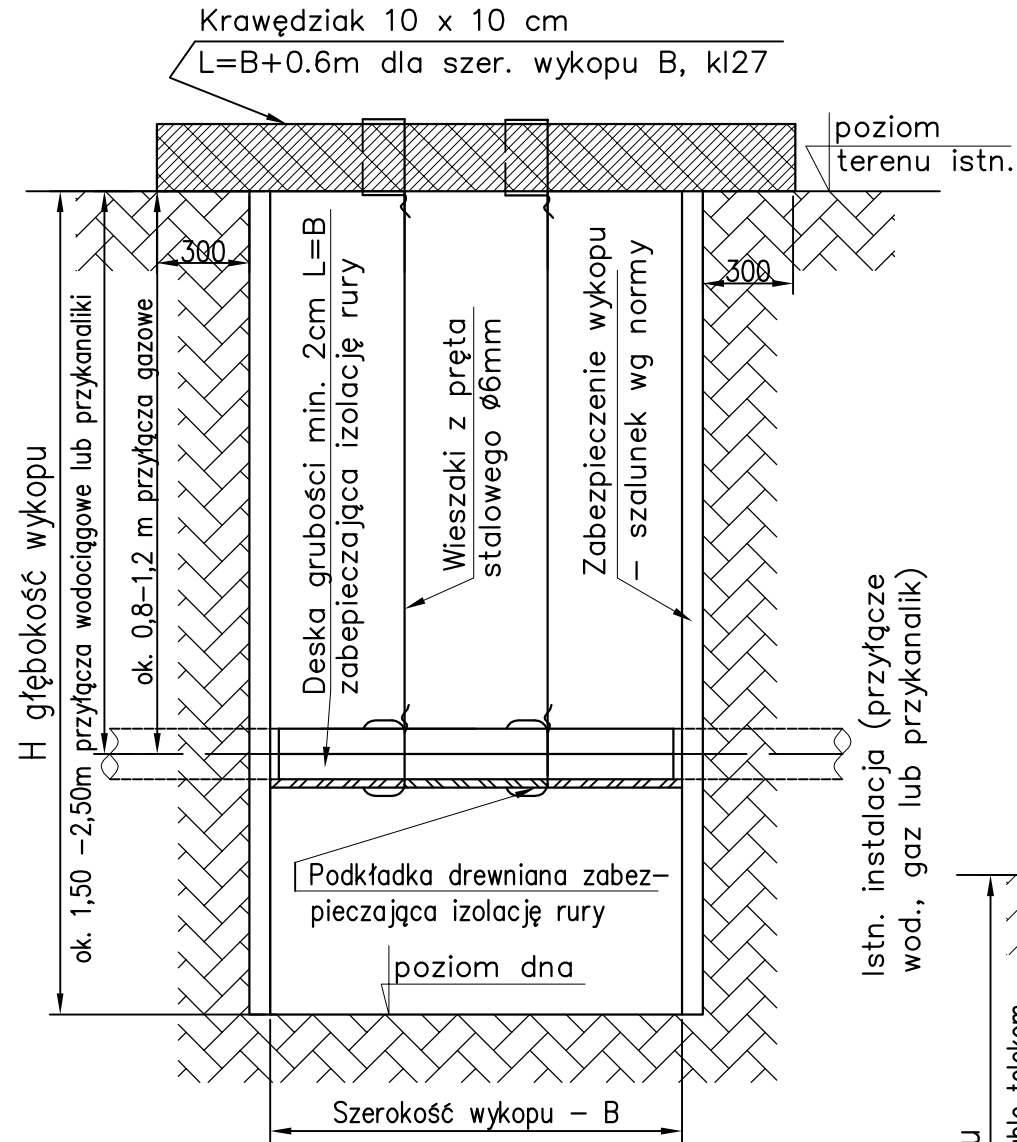 Krawędziak 10 x 10 cm
L=B+0.6m dla szer. wykopu B, kl27
poziom
terenu istn.
300
300
H głębokość wykopu
ok. 1,50 –2,50m przyłącza wodociągowe lub przykanaliki
ok. 0,8–1,2 m przyłącza gazowe
Deska grubości min. 2cm L=B
zabepieczająca izolację rury
Wieszaki z pręta
stalowego ø6mm
Zabezpieczenie wykopu
– szalunek wg normy
Istn. instalacja (przyłącze
wod., gaz lub przykanalik)
Podkładka drewniana zabez–
pieczająca izolację rury
poziom dna
Szerokość wykopu – B